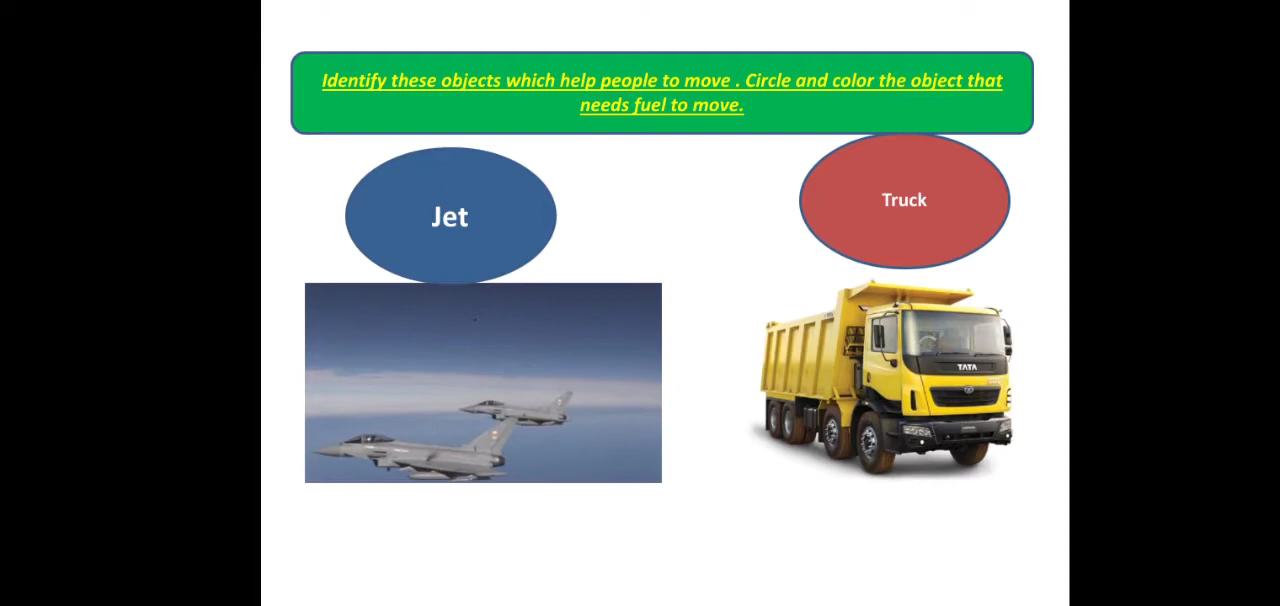 Identify these objects which help people to move . Circle and color the object that
needs fuel to move.
Jet
Truck
TATA